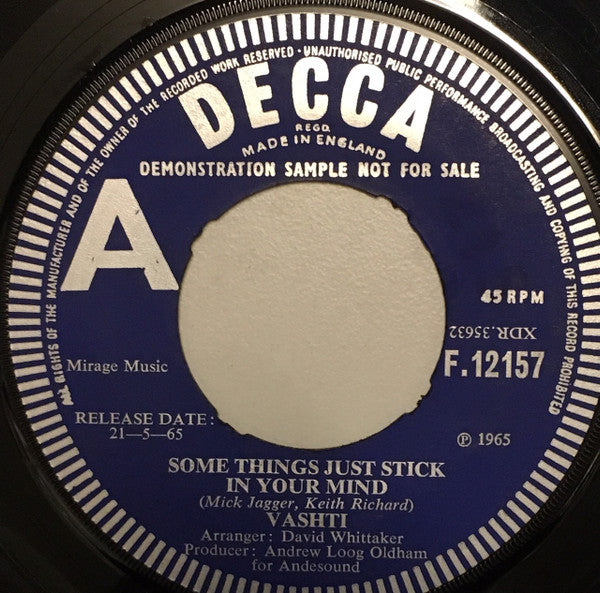 ALL RIGHTS OF THE MANUFACTURER AND OF THE OWNER OF THE RECORDED WORK RESERVED · UNAUTHORISED PUBLIC PERFORMANCE BROADCASTING AND COPYING OF THIS RECORD PROHIBITED
DECCA
REGD.
MADE IN ENGLAND
DEMONSTRATION SAMPLE NOT FOR SALE
A
45 RPM
XDR.35632
Mirage Music
F.12157
RELEASE DATE:
21—5—65
℗ 1965
SOME THINGS JUST STICK
IN YOUR MIND
(Mick Jagger, Keith Richard)
VASHTI
Arranger: David Whittaker
Producer: Andrew Loog Oldham
for Andesound